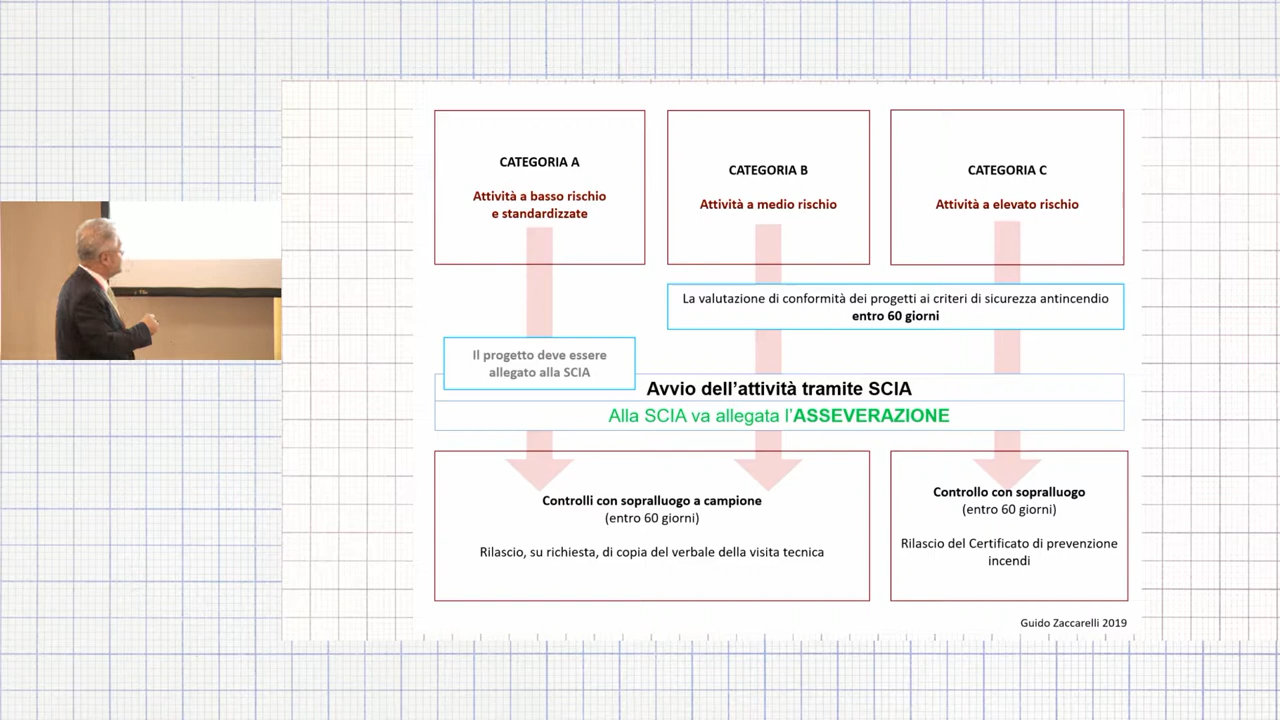 CATEGORIA A
Attività a basso rischio
e standardizzate
CATEGORIA B
Attività a medio rischio
CATEGORIA C
Attività a elevato rischio
La valutazione di conformità dei progetti ai criteri di sicurezza antincendio
entro 60 giorni
Il progetto deve essere
allegato alla SCIA
Avvio dell'attività tramite SCIA
Alla SCIA va allegata l'ASSEVERAZIONE
Controlli con sopralluogo a campione
(entro 60 giorni)
Rilascio, su richiesta, di copia del verbale della visita tecnica
Controllo con sopralluogo
(entro 60 giorni)
Rilascio del Certificato di prevenzione
incendi
Guido Zaccarelli 2019